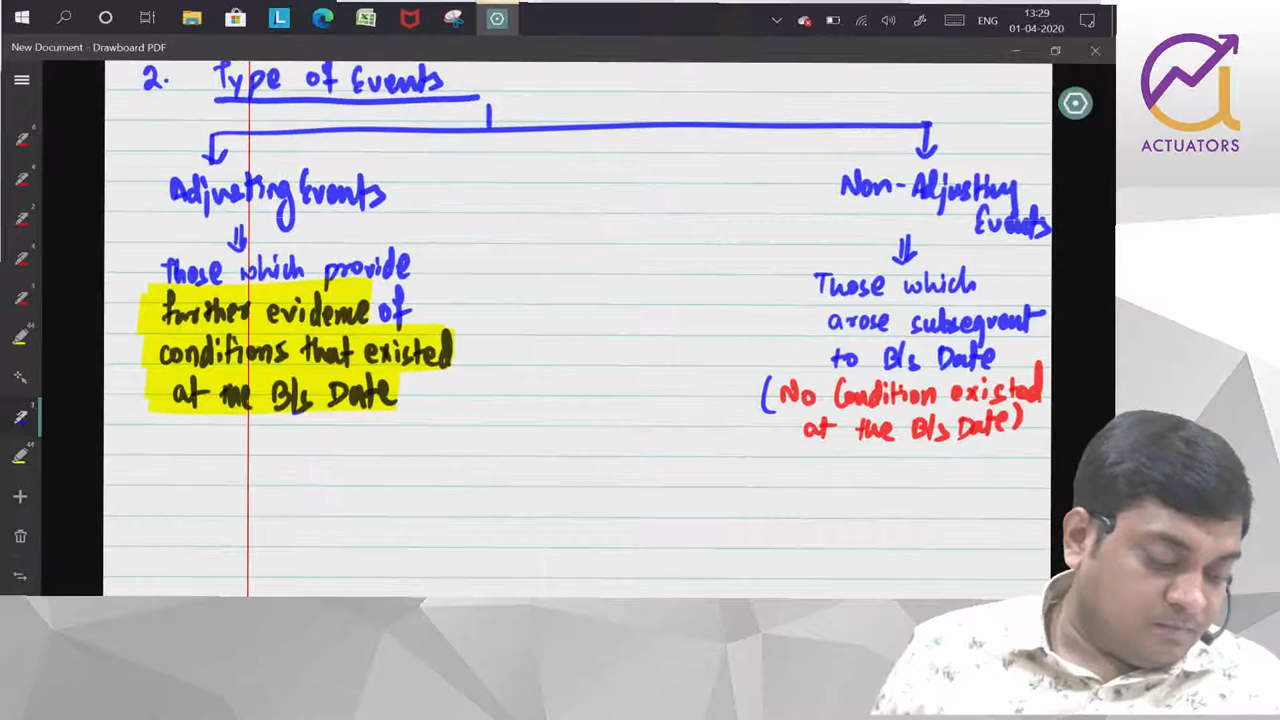 13:29
ENG
01-04-2020
New Document - Drawboard PDF
ACTUATORS
2. Type of Events
Adjusting Events
Those which provide
further evidence of
conditions that existed
at the B/s Date
Non-Adjusting
Events
Those which
arose subsequent
to B/s Date
(No Condition existed
at the B/s Date)